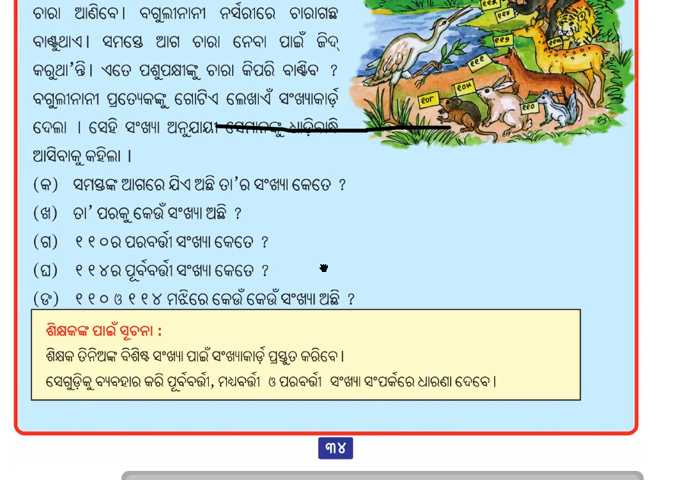 ଚାରା ଆଣିବେ। ବଗୁଲୀନାନୀ ନର୍ସରୀରେ ଚାରାଗଛ
ବାଣ୍ଟୁଥାଏ। ସମସ୍ତେ ଆଗ ଚାରା ନେବା ପାଇଁ ଜିଦ୍
କରୁଥା'ନ୍ତି। ଏତେ ପଶୁପକ୍ଷୀଙ୍କୁ ଚାରା କିପରି ବାଣ୍ଟିବ ?
ବଗୁଲୀନାନୀ ପ୍ରତ୍ୟେକଙ୍କୁ ଗୋଟିଏ ଲେଖାଏଁ ସଂଖ୍ୟାକାର୍ଡ଼
ଦେଲା । ସେହି ସଂଖ୍ୟା ଅନୁଯାୟୀ ସେମାନଙ୍କୁ ଧାଡ଼ିବାନ୍ଧି
ଆସିବାକୁ କହିଲା ।
(କ) ସମସ୍ତଙ୍କ ଆଗରେ ଯିଏ ଅଛି ତା'ର ସଂଖ୍ୟା କେତେ ?
(ଖ) ତା' ପରକୁ କେଉଁ ସଂଖ୍ୟା ଅଛି ?
(ଗ) ୧୧୦ର ପରବର୍ତ୍ତୀ ସଂଖ୍ୟା କେତେ ?
(ଘ) ୧୧୪ର ପୂର୍ବବର୍ତ୍ତୀ ସଂଖ୍ୟା କେତେ ?
(ଙ) ୧୧୦ ଓ ୧୧୪ ମଝିରେ କେଉଁ କେଉଁ ସଂଖ୍ୟା ଅଛି ?
ଶିକ୍ଷକଙ୍କ ପାଇଁ ସୂଚନା :
ଶିକ୍ଷକ ତିନିଅଙ୍କ ବିଶିଷ୍ଟ ସଂଖ୍ୟା ପାଇଁ ସଂଖ୍ୟାକାର୍ଡ଼ ପ୍ରସ୍ତୁତ କରିବେ।
ସେଗୁଡ଼ିକୁ ବ୍ୟବହାର କରି ପୂର୍ବବର୍ତ୍ତୀ, ମଧ୍ୟବର୍ତ୍ତୀ ଓ ପରବର୍ତ୍ତୀ ସଂଖ୍ୟା ସଂପର୍କରେ ଧାରଣା ଦେବେ।
୩୪